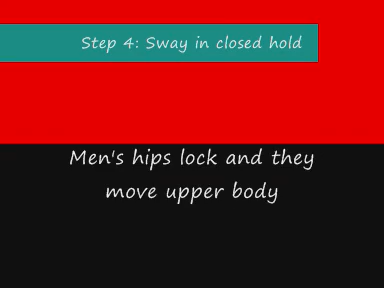 Step 4: Sway in closed hold
Men's hips lock and they
move upper body